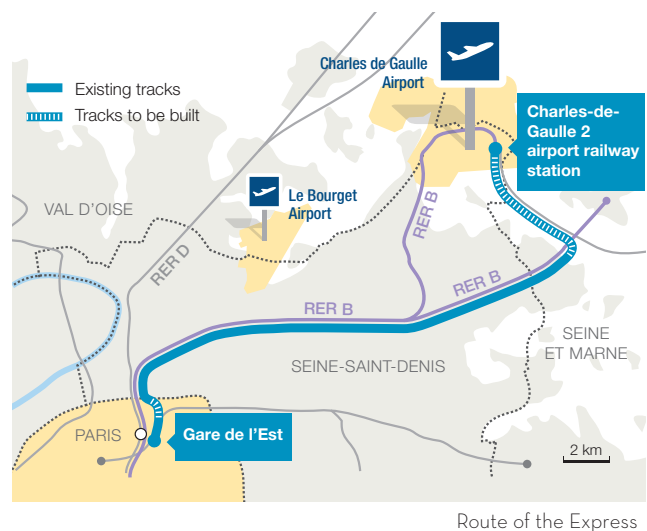 Existing tracks
Tracks to be built
Charles de Gaulle
Airport
Charles-de-
Gaulle 2
airport railway
station
Le Bourget
Airport
VAL D'OISE
RER D
RER B
RER B
RER B
SEINE
ET MARNE
SEINE-SAINT-DENIS
PARIS
Gare de l'Est
2 km
Route of the Express